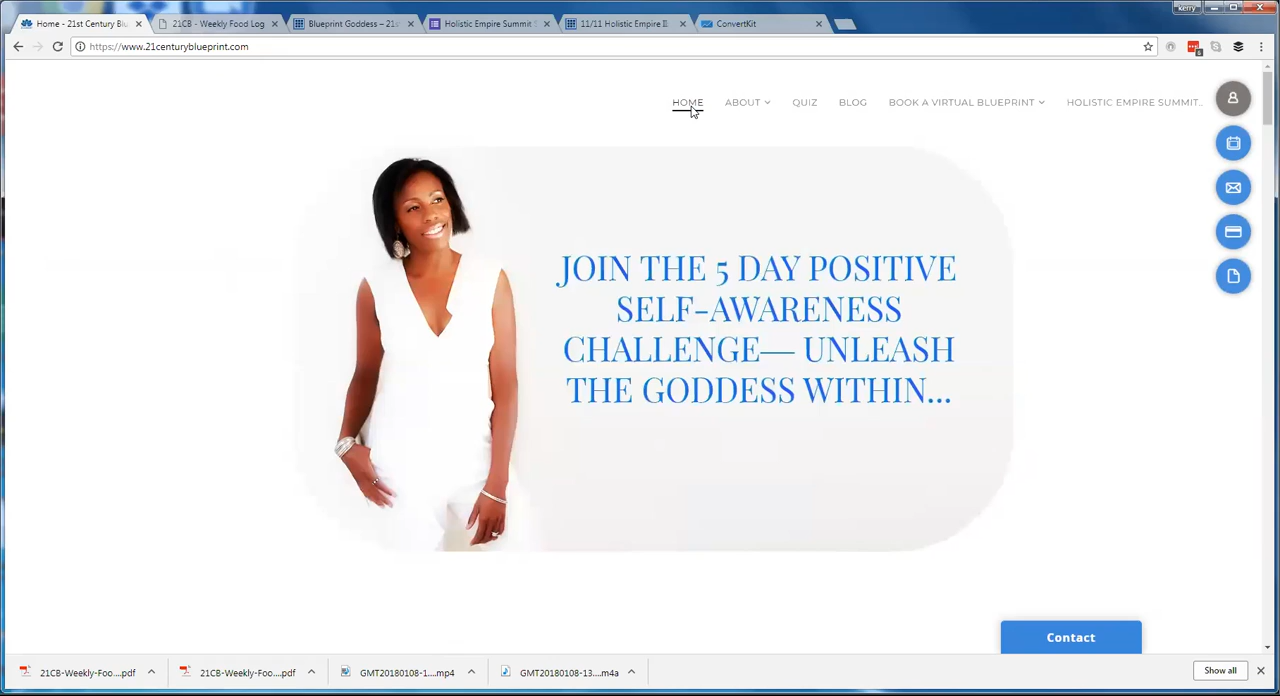 kerry
Home - 21st Century Blu
21CB - Weekly Food Log
Blueprint Goddess – 21s
Holistic Empire Summit S
11/11 Holistic Empire II
ConvertKit
https://www.21centuryblueprint.com
HOME
ABOUT
QUIZ
BLOG
BOOK A VIRTUAL BLUEPRINT
HOLISTIC EMPIRE SUMMIT...
JOIN THE 5 DAY POSITIVE
SELF-AWARENESS
CHALLENGE— UNLEASH
THE GODDESS WITHIN...
Contact
21CB-Weekly-Foo....pdf
21CB-Weekly-Foo....pdf
GMT20180108-1....mp4
GMT20180108-13....m4a
Show all